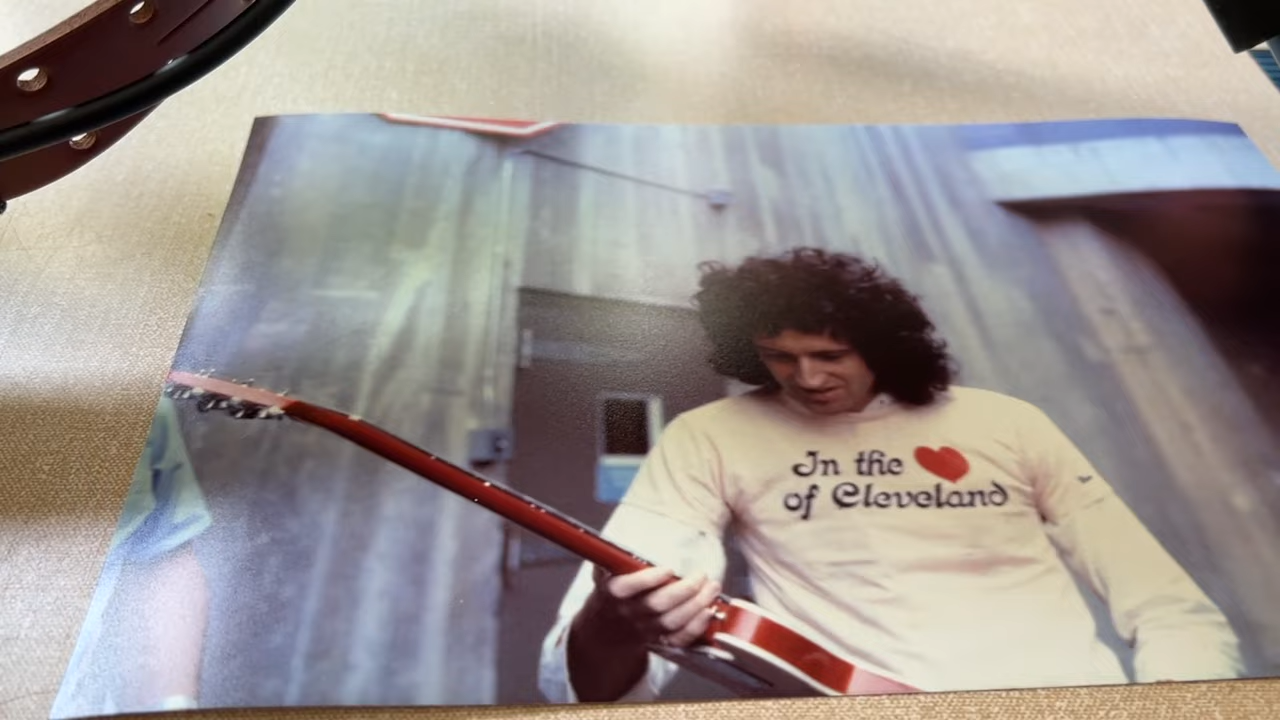 In the ❤
of Cleveland